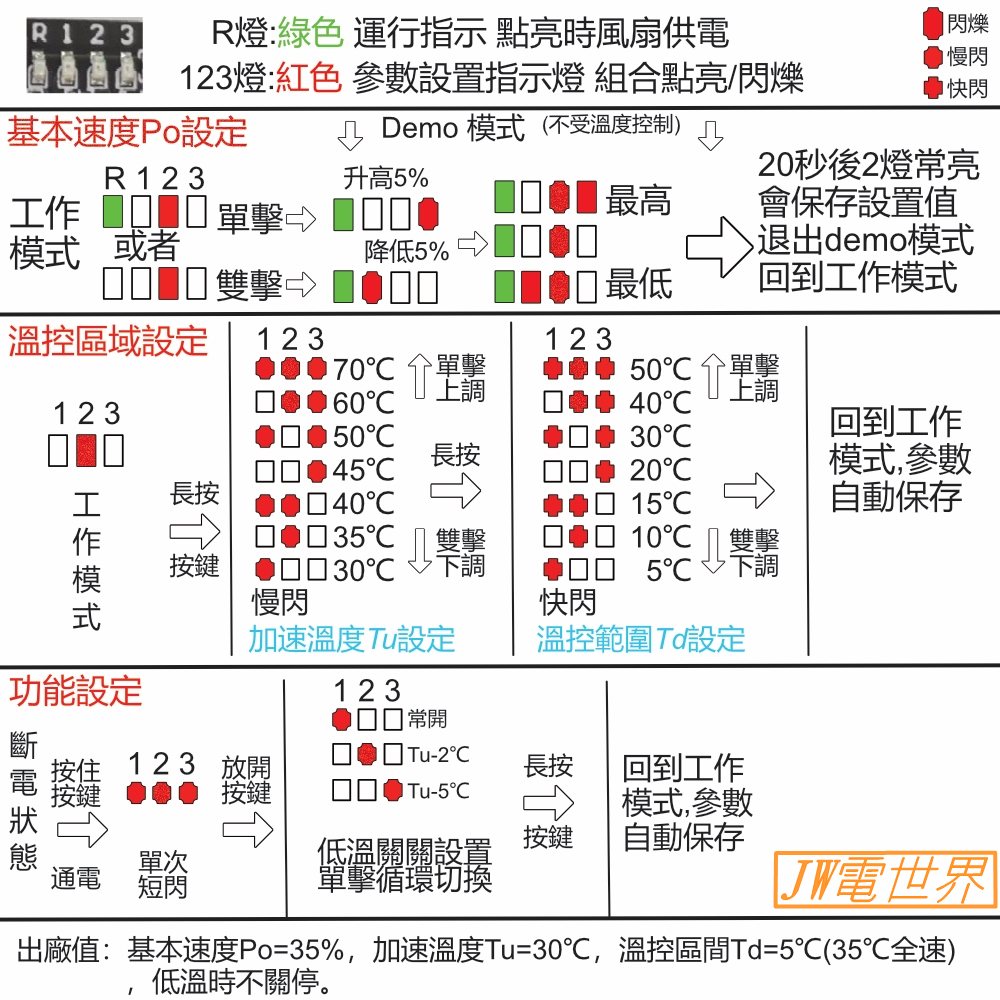 R 1 2 3
R燈:綠色 運行指示 點亮時風扇供電
123燈:紅色 參數設置指示燈 組合點亮/閃爍
閃爍
慢閃
快閃
基本速度Po設定
Demo 模式 (不受溫度控制)
工作
模式
R 1 2 3
或者
單擊
雙擊
升高5%
降低5%
最高
最低
20秒後2燈常亮
會保存設置值
退出demo模式
回到工作模式
溫控區域設定
1 2 3
工
作
模
式
長按
按鍵
1 2 3
70℃
60℃
50℃
45℃
40℃
35℃
30℃
單擊
上調
長按
雙擊
下調
慢閃
加速溫度Tu設定
1 2 3
50℃
40℃
30℃
20℃
15℃
10℃
5℃
單擊
上調
雙擊
下調
快閃
溫控範圍Td設定
回到工作
模式,參數
自動保存
功能設定
斷
電
狀
態
按住
按鍵
通電
1 2 3
單次
短閃
放開
按鍵
1 2 3
常開
Tu-2℃
Tu-5℃
低溫關關設置
單擊循環切換
長按
按鍵
回到工作
模式,參數
自動保存
JW電世界
出廠值：基本速度Po=35%，加速溫度Tu=30℃，溫控區間Td=5℃(35℃全速)
，低溫時不關停。